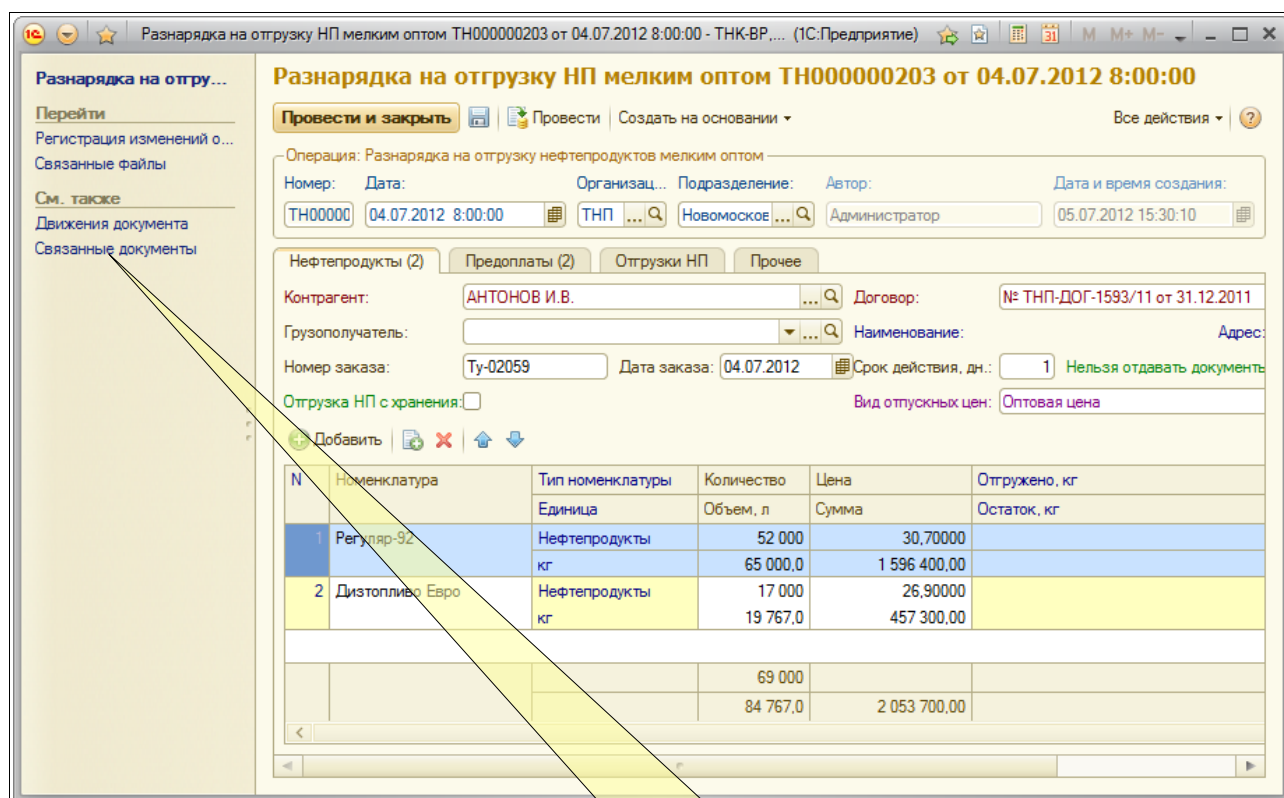 Разнарядка на отгрузку НП мелким оптом ТН000000203 от 04.07.2012 8:00:00 - ТНК-ВР,... (1С:Предприятие) 31 M M+ M-
Разнарядка на отгру...
Перейти
Регистрация изменений о...
Связанные файлы
См. также
Движения документа
Связанные документы
Разнарядка на отгрузку НП мелким оптом ТН000000203 от 04.07.2012 8:00:00
Провести и закрыть Провести Создать на основании Все действия ?
Операция: Разнарядка на отгрузку нефтепродуктов мелким оптом
Номер: Дата: Организац... Подразделение: Автор: Дата и время создания:
ТН00000 04.07.2012 8:00:00 ТНП ... Новомосков ... Администратор 05.07.2012 15:30:10
Нефтепродукты (2) Предоплаты (2) Отгрузки НП Прочее
Контрагент: АНТОНОВ И.В. ... Договор: № ТНП-ДОГ-1593/11 от 31.12.2011
Грузополучатель: ... Наименование: Адрес:
Номер заказа: Ту-02059 Дата заказа: 04.07.2012 Срок действия, дн.: 1 Нельзя отдавать документы
Отгрузка НП с хранения: Вид отпускных цен: Оптовая цена
Добавить
N Номенклатура Тип номенклатуры Количество Цена Отгружено, кг
Единица Объем, л Сумма Остаток, кг
1 Регуляр-92 Нефтепродукты 52 000 30,70000
кг 65 000,0 1 596 400,00
2 Дизтопливо Евро Нефтепродукты 17 000 26,90000
кг 19 767,0 457 300,00
69 000
84 767,0 2 053 700,00